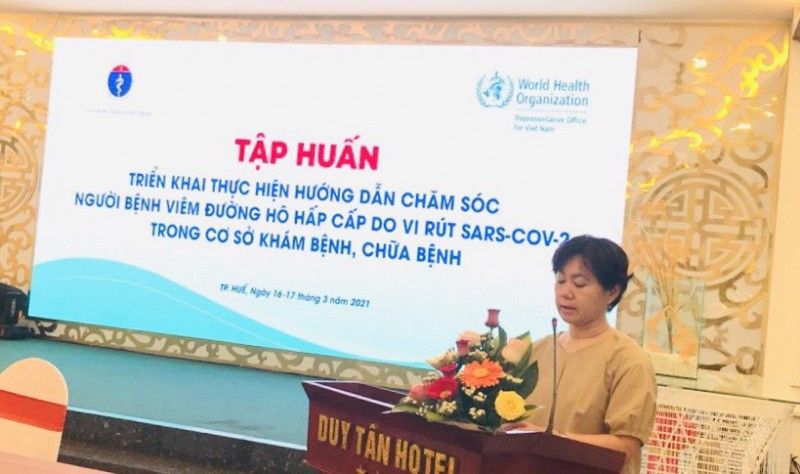 World Health
Organization
Representative Office
for Viet Nam
TẬP HUẤN
TRIỂN KHAI THỰC HIỆN HƯỚNG DẪN CHĂM SÓC
NGƯỜI BỆNH VIÊM ĐƯỜNG HÔ HẤP CẤP DO VI RÚT SARS-COV-2
TRONG CƠ SỞ KHÁM BỆNH, CHỮA BỆNH
TP. HUẾ, Ngày 16-17 tháng 3 năm 2021
DUY TÂN HOTEL